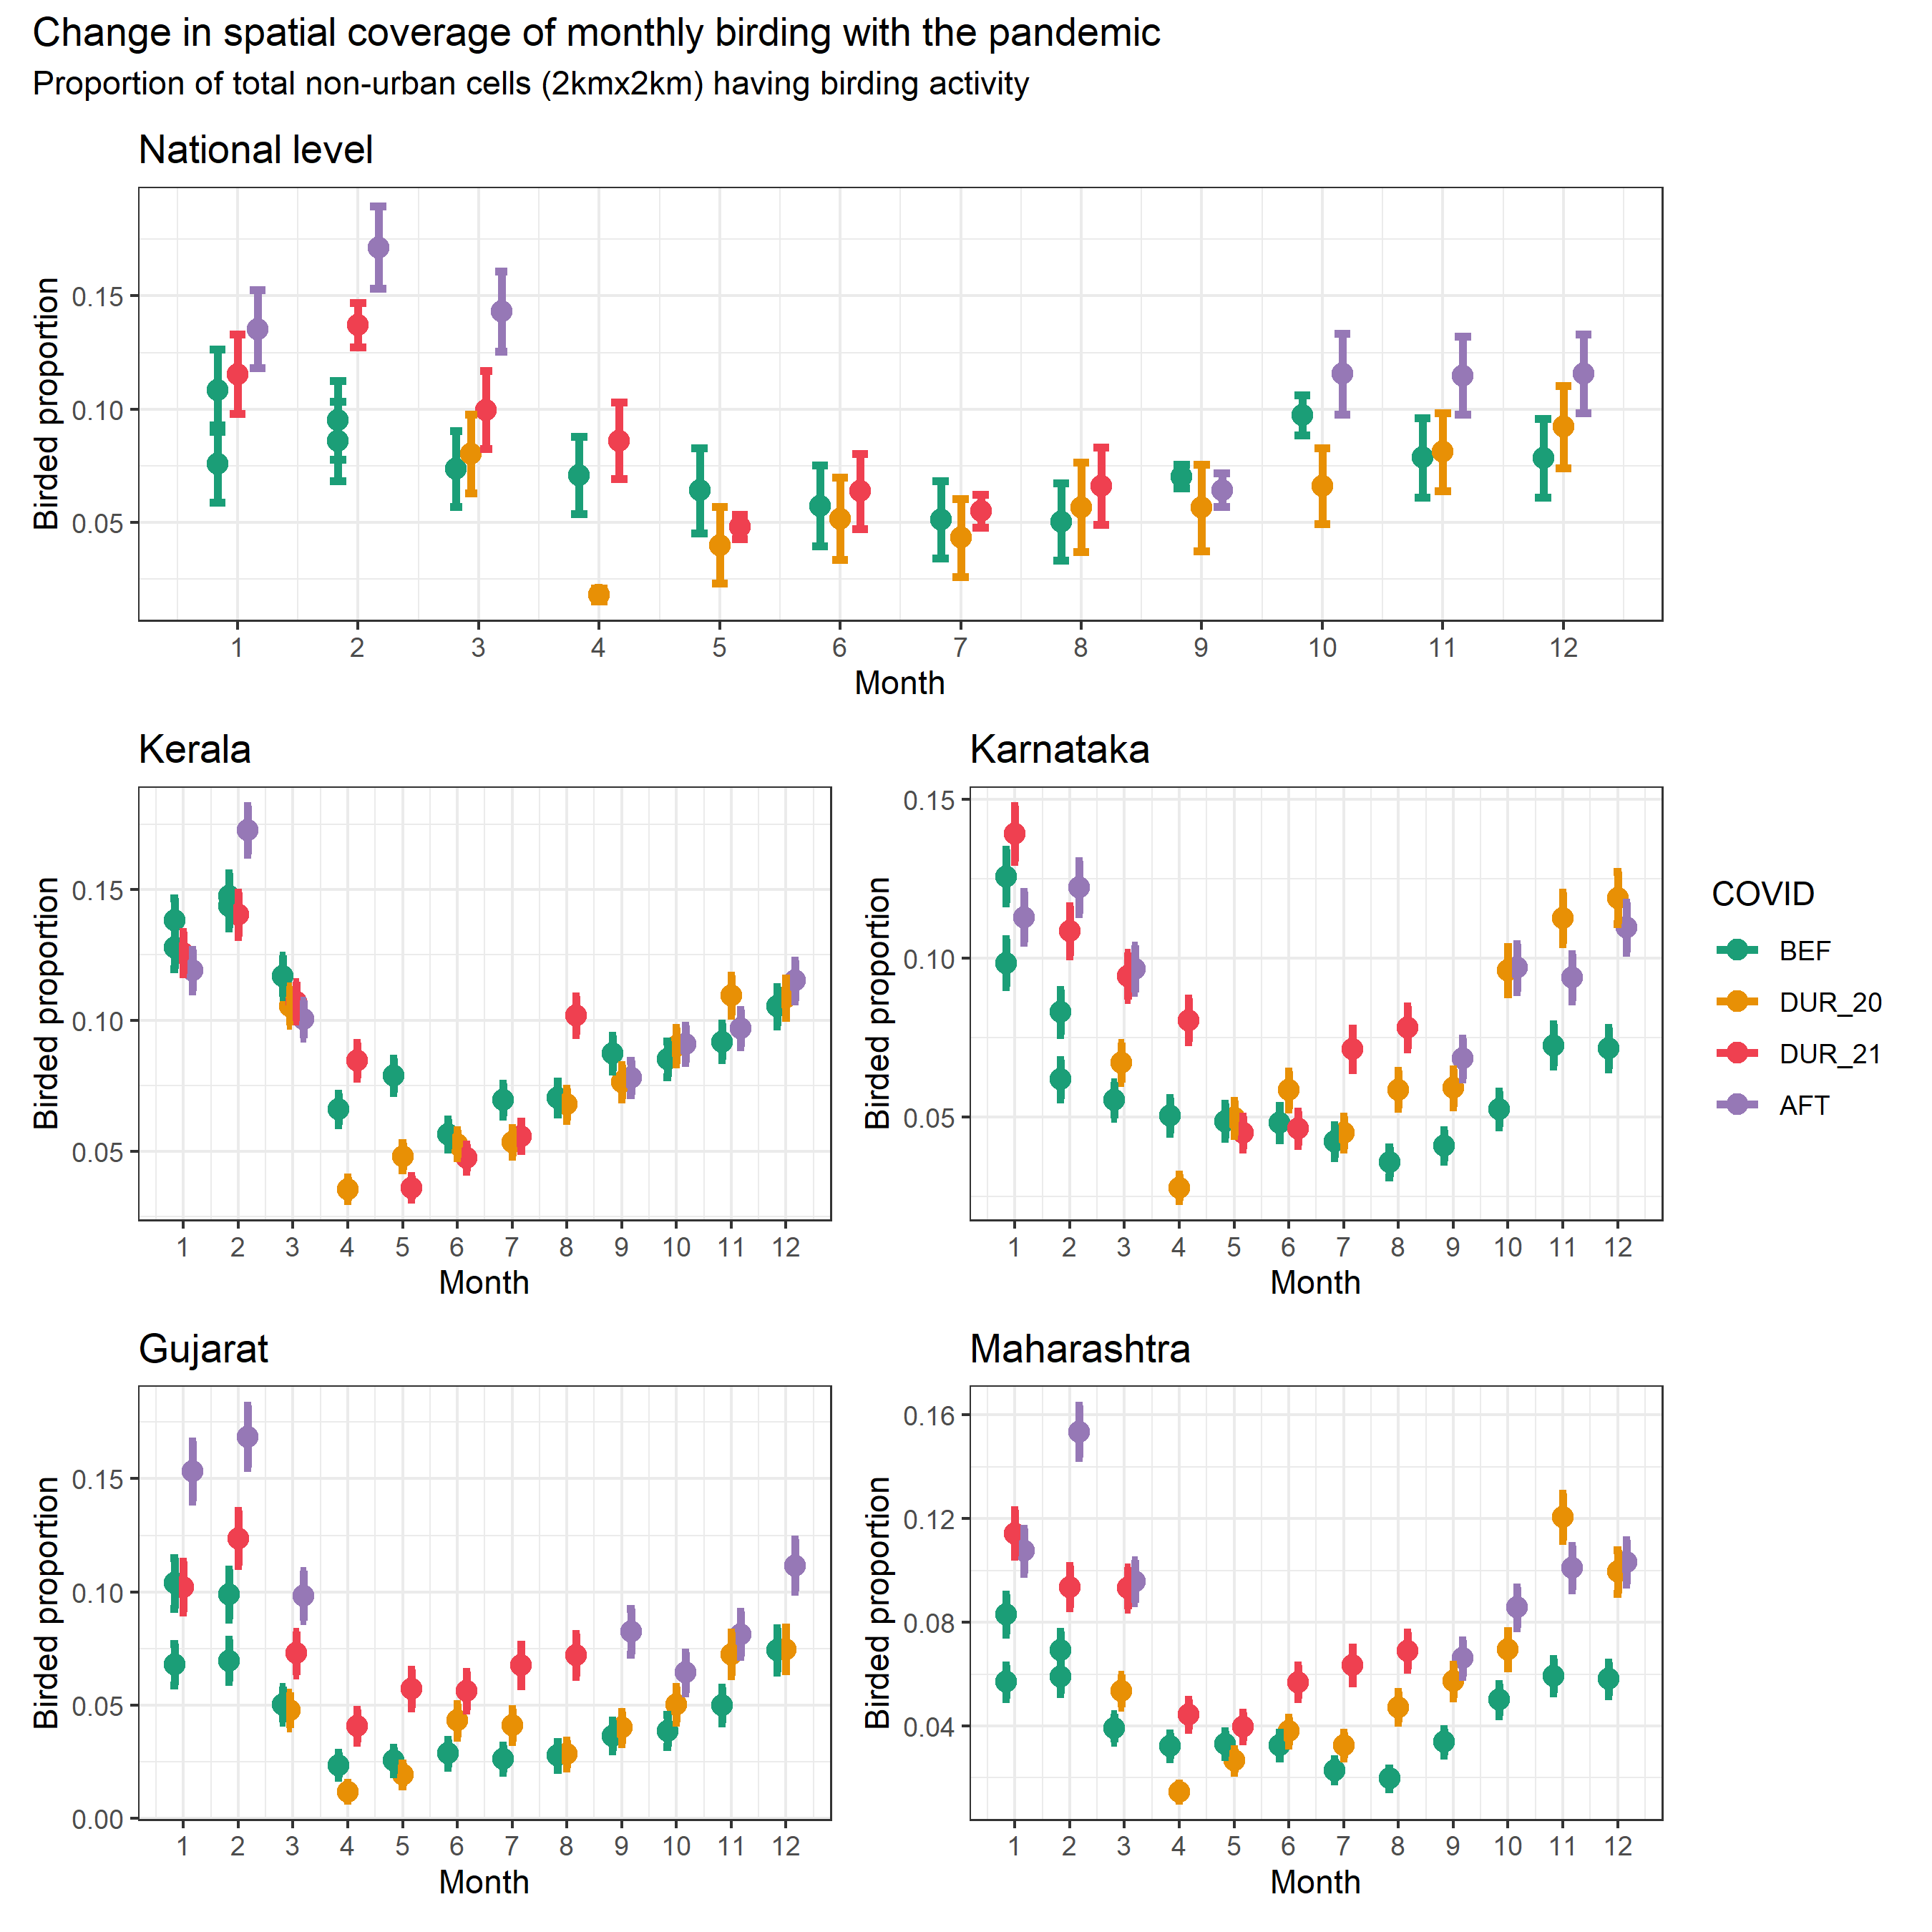 Change in spatial coverage of monthly birding with the pandemic
Proportion of total non-urban cells (2kmx2km) having birding activity
National level
Birded proportion
0.15
0.10
0.05
1 2 3 4 5 6 7 8 9 10 11 12
Month
Kerala
Birded proportion
0.15
0.10
0.05
1 2 3 4 5 6 7 8 9 10 11 12
Month
Karnataka
Birded proportion
0.15
0.10
0.05
1 2 3 4 5 6 7 8 9 10 11 12
Month
COVID
BEF
DUR_20
DUR_21
AFT
Gujarat
Birded proportion
0.15
0.10
0.05
0.00
1 2 3 4 5 6 7 8 9 10 11 12
Month
Maharashtra
Birded proportion
0.16
0.12
0.08
0.04
1 2 3 4 5 6 7 8 9 10 11 12
Month